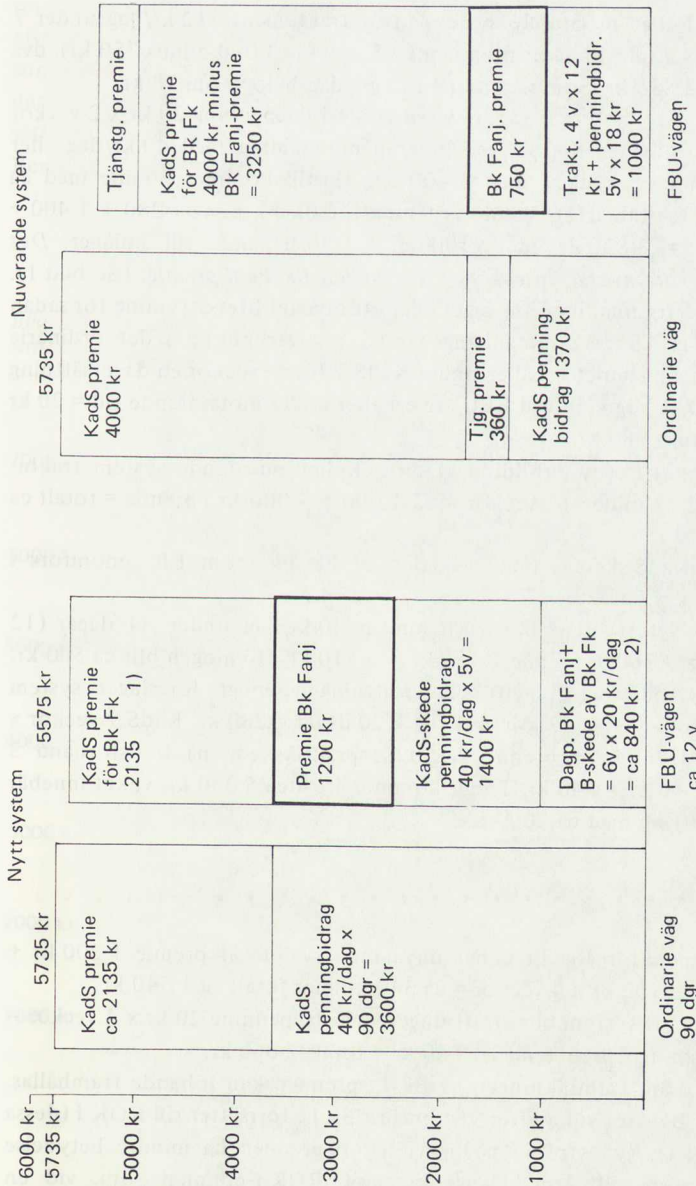 Nytt system
Nuvarande system
6000 kr
5735 kr
5000 kr
4000 kr
3000 kr
2000 kr
1000 kr
5735 kr
KadS premie
ca 2135 kr
KadS
penningbidrag
40 kr/dag x
90 dgr =
3600 kr
Ordinarie väg
90 dgr
5575 kr
KadS premie
för Bk Fk
2135 1)
Premie Bk Fanj
1200 kr
KadS-skede
penningbidrag
40 kr/dag x 5v =
1400 kr
Dagp. Bk Fanj+
B-skede av Bk Fk
= 6v x 20 kr/dag
= ca 840 kr 2)
FBU-vägen
ca 12 v
5735 kr
KadS premie
4000 kr
Tjg. premie
360 kr
KadS penning.
bidrag 1370 kr
Ordinarie väg
Tjänstg. premie
KadS premie
för Bk Fk
4000 kr minus
Bk Fanj-premie
= 3250 kr
Bk Fanj. premie
750 kr
Trakt. 4 v x 12
kr + penningbidr.
5v x 18 kr
= 1000 kr
FBU-vägen